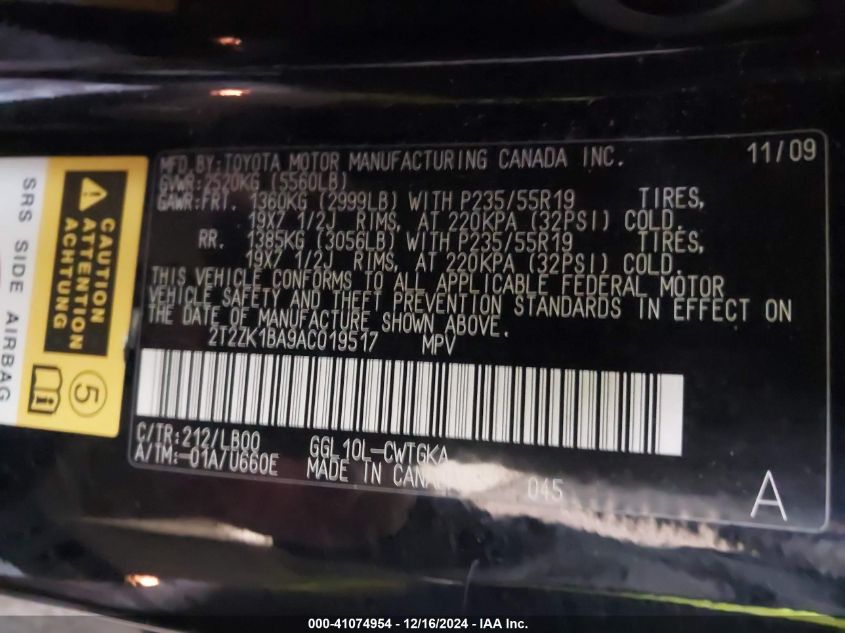 MFD.BY:TOYOTA MOTOR MANUFACTURING CANADA INC. 11/09
GVWR:2520KG (5560LB)
GAWR:FRT. 1360KG (2999LB) WITH P235/55R19 TIRES,
19X7 1/2J RIMS, AT 220KPA (32PSI) COLD.
RR. 1385KG (3056LB) WITH P235/55R19 TIRES,
19X7 1/2J RIMS, AT 220KPA (32PSI) COLD.
THIS VEHICLE CONFORMS TO ALL APPLICABLE FEDERAL MOTOR
VEHICLE SAFETY AND THEFT PREVENTION STANDARDS IN EFFECT ON
THE DATE OF MANUFACTURE SHOWN ABOVE.
2T2ZK1BA9AC019517 MPV
C/TR:212/LB00 GGL10L-CWTGKA
A/TM:-01A/U660E MADE IN CANA 045
A
CAUTION
ATTENTION
ACHTUNG
5
SRS SIDE AIRBAG
000-41074954 - 12/16/2024 - IAA Inc.